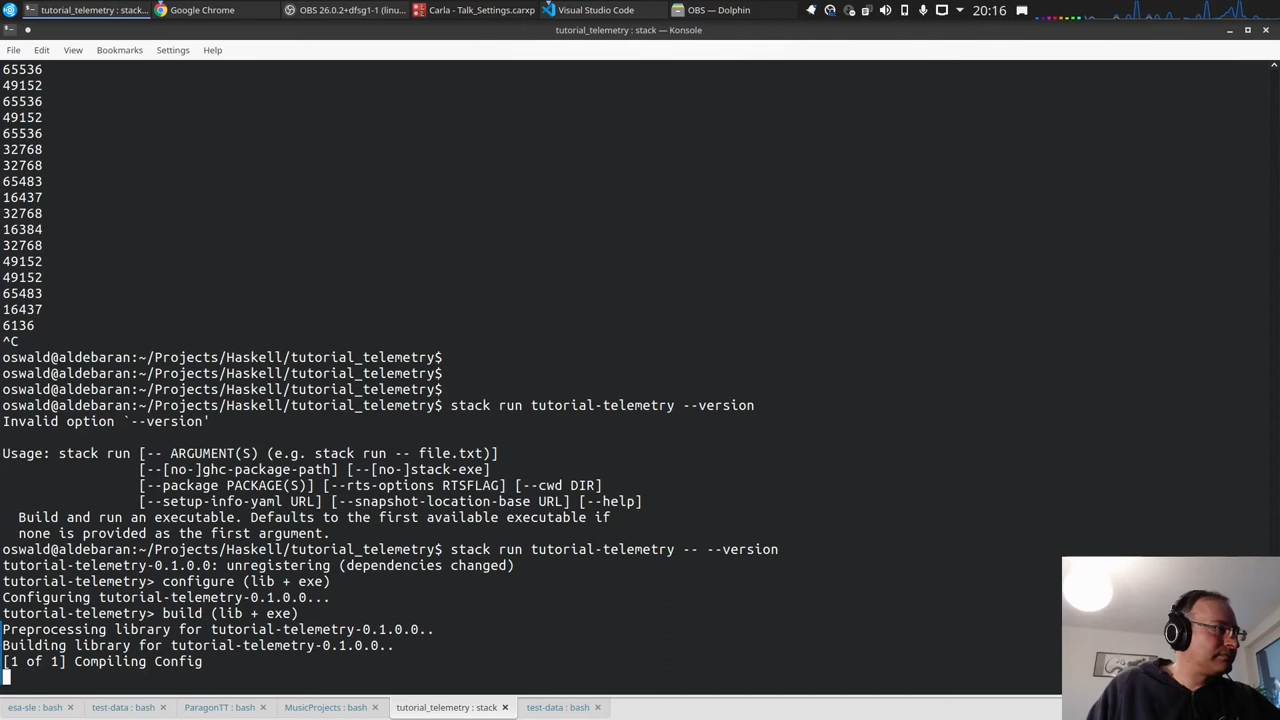 tutorial_telemetry: stack...
Google Chrome
OBS 26.0.2+dfsg1-1 (linu...
Carla - Talk_Settings.carxp
Visual Studio Code
OBS — Dolphin
20:16
tutorial_telemetry : stack — Konsole
File Edit View Bookmarks Settings Help
65536
49152
65536
49152
65536
32768
32768
65483
16437
32768
16384
32768
49152
49152
65483
16437
6136
^C
oswald@aldebaran:~/Projects/Haskell/tutorial_telemetry$
oswald@aldebaran:~/Projects/Haskell/tutorial_telemetry$
oswald@aldebaran:~/Projects/Haskell/tutorial_telemetry$
oswald@aldebaran:~/Projects/Haskell/tutorial_telemetry$ stack run tutorial-telemetry --version
Invalid option `--version'
Usage: stack run [-- ARGUMENT(S) (e.g. stack run -- file.txt)]
[--[no-]ghc-package-path] [--[no-]stack-exe]
[--package PACKAGE(S)] [--rts-options RTSFLAG] [--cwd DIR]
[--setup-info-yaml URL] [--snapshot-location-base URL] [--help]
Build and run an executable. Defaults to the first available executable if
none is provided as the first argument.
oswald@aldebaran:~/Projects/Haskell/tutorial_telemetry$ stack run tutorial-telemetry -- --version
tutorial-telemetry-0.1.0.0: unregistering (dependencies changed)
tutorial-telemetry> configure (lib + exe)
Configuring tutorial-telemetry-0.1.0.0...
tutorial-telemetry> build (lib + exe)
Preprocessing library for tutorial-telemetry-0.1.0.0..
Building library for tutorial-telemetry-0.1.0.0..
[1 of 1] Compiling Config
esa-sle : bash
test-data : bash
ParagonTT : bash
MusicProjects : bash
tutorial_telemetry : stack
test-data : bash